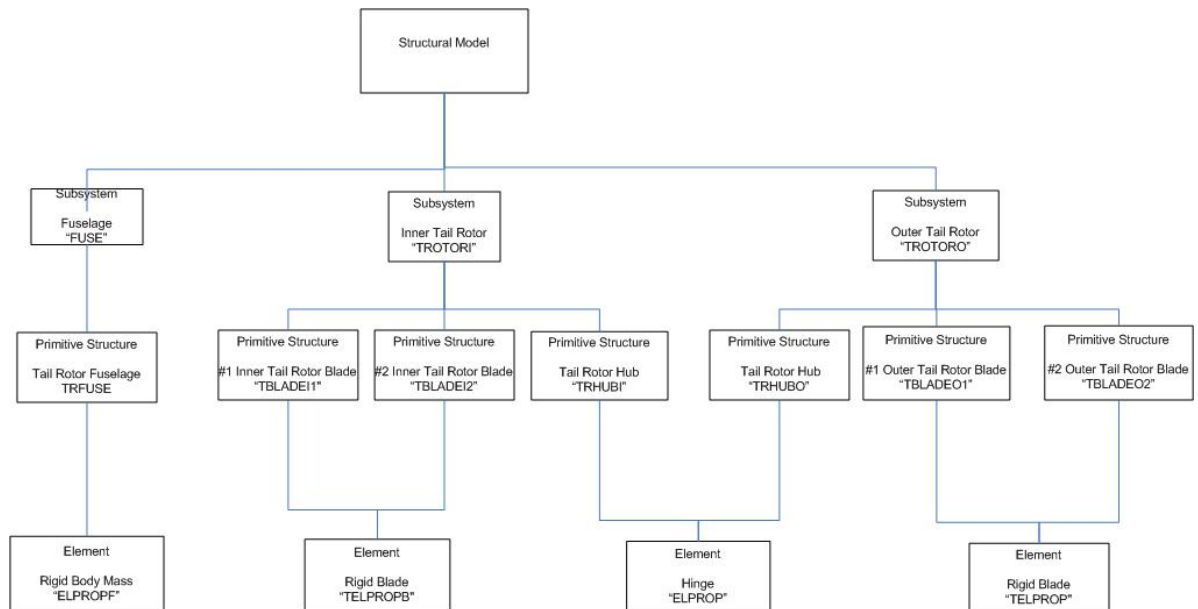 Structural Model
Subsystem
Fuselage
“FUSE”
Subsystem
Inner Tail Rotor
“TROTORI”
Subsystem
Outer Tail Rotor
“TROTORO”
Primitive Structure
Tail Rotor Fuselage
TRFUSE
Primitive Structure
#1 Inner Tail Rotor Blade
“TBLADEI1”
Primitive Structure
#2 Inner Tail Rotor Blade
“TBLADEI2”
Primitive Structure
Tail Rotor Hub
“TRHUBI”
Primitive Structure
Tail Rotor Hub
“TRHUBO”
Primitive Structure
#1 Outer Tail Rotor Blade
“TBLADEO1”
Primitive Structure
#2 Outer Tail Rotor Blade
“TBLADEO2”
Element
Rigid Body Mass
“ELPROPF”
Element
Rigid Blade
“TELPROPB”
Element
Hinge
“ELPROP”
Element
Rigid Blade
“TELPROP”